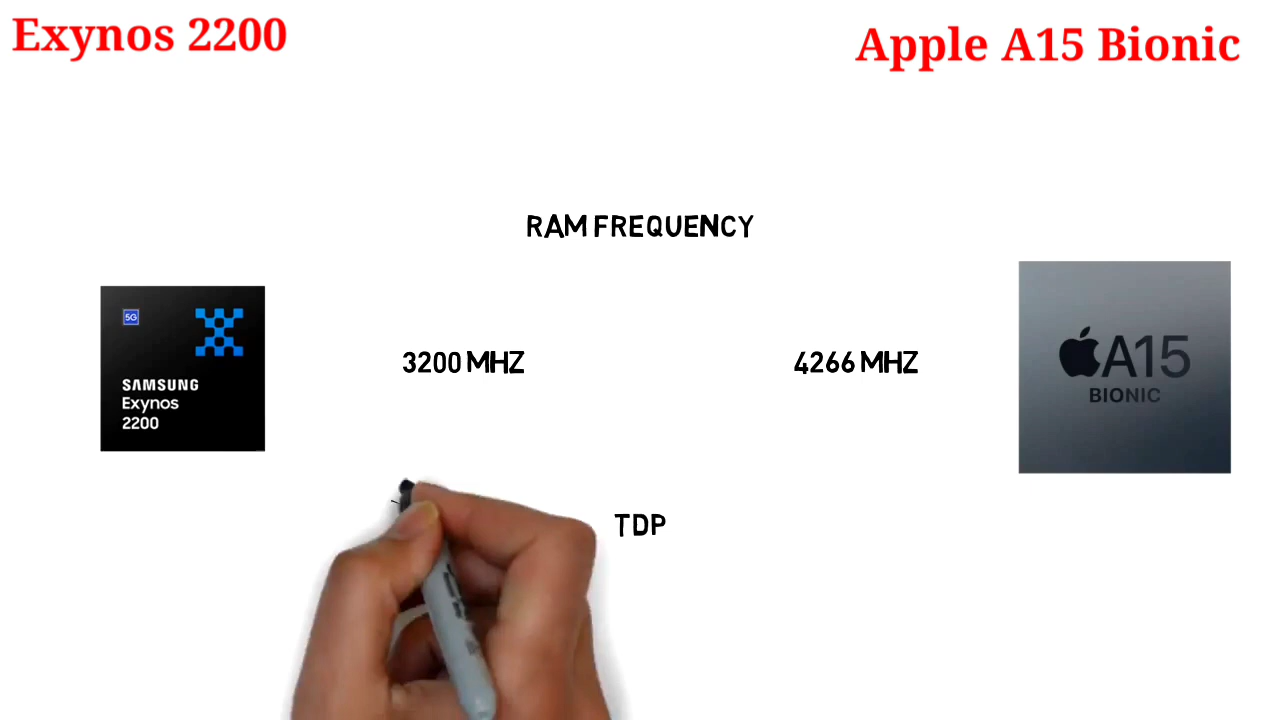 Exynos 2200
Apple A15 Bionic
RAM FREQUENCY
5G
SAMSUNG
Exynos
2200
3200 MHZ
4266 MHZ
A15
BIONIC
TDP